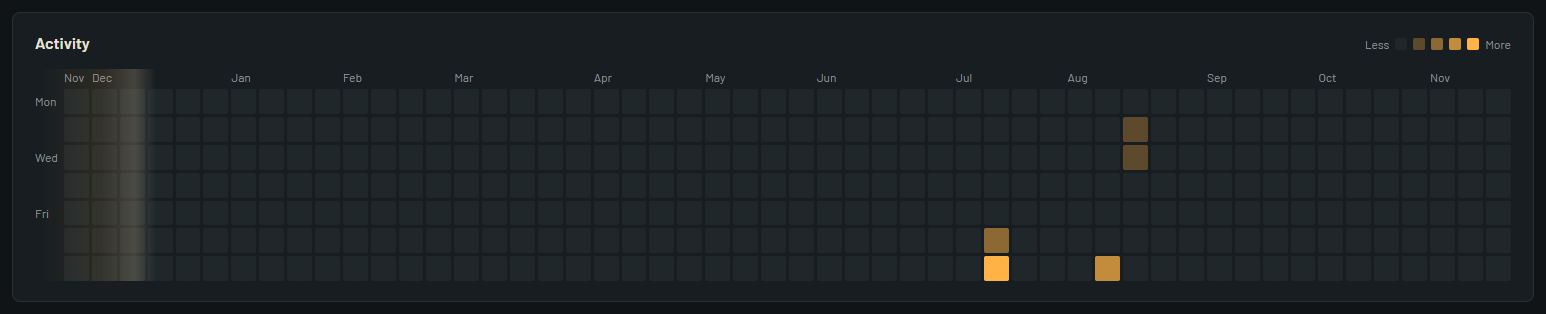 Activity
Less More
Nov Dec Jan Feb Mar Apr May Jun Jul Aug Sep Oct Nov
Mon
Wed
Fri